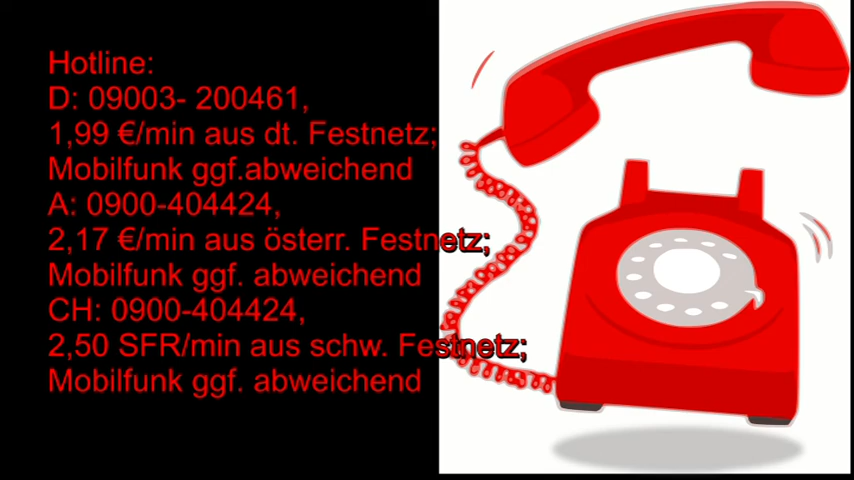 Hotline:
D: 09003- 200461,
1,99 €/min aus dt. Festnetz;
Mobilfunk ggf.abweichend
A: 0900-404424,
2,17 €/min aus österr. Festnetz;
Mobilfunk ggf. abweichend
CH: 0900-404424,
2,50 SFR/min aus schw. Festnetz;
Mobilfunk ggf. abweichend